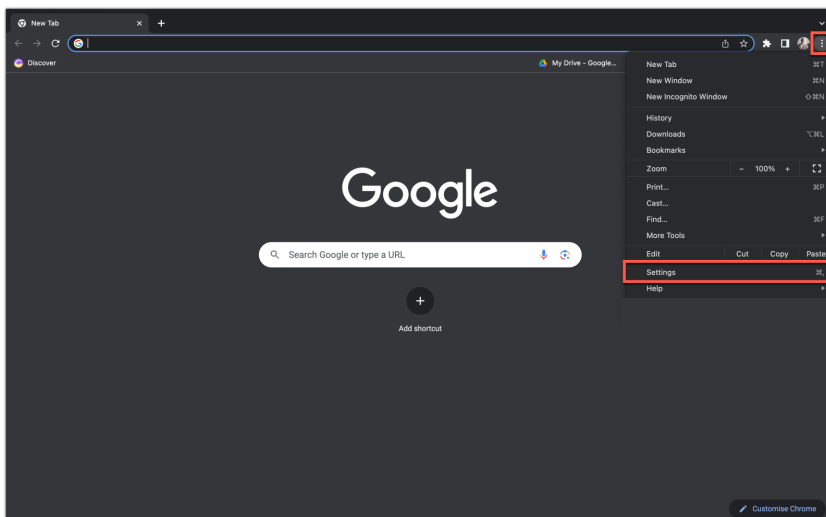 New Tab
Discover
My Drive - Google...
New Tab ⌘T
New Window ⌘N
New Incognito Window ⇧⌘N
History
Downloads ⌥⌘L
Bookmarks
Zoom − 100% +
Print... ⌘P
Cast...
Find... ⌘F
More Tools
Edit Cut Copy Paste
Settings ⌘,
Help
Google
Search Google or type a URL
Add shortcut
Customise Chrome